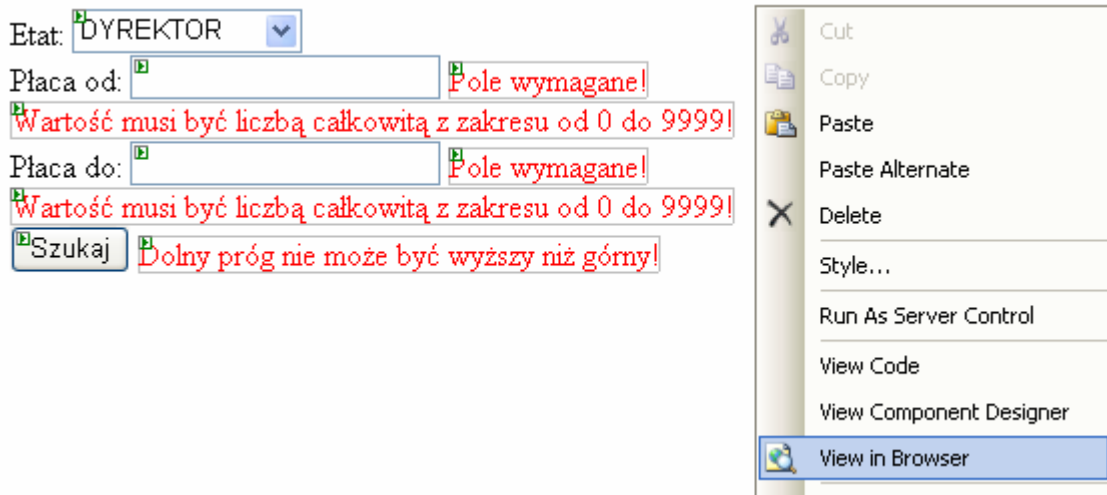 Etat: DYREKTOR
Płaca od: Pole wymagane!
Wartość musi być liczbą całkowitą z zakresu od 0 do 9999!
Płaca do: Pole wymagane!
Wartość musi być liczbą całkowitą z zakresu od 0 do 9999!
Szukaj Dolny próg nie może być wyższy niż górny!
Cut
Copy
Paste
Paste Alternate
Delete
Style...
Run As Server Control
View Code
View Component Designer
View in Browser